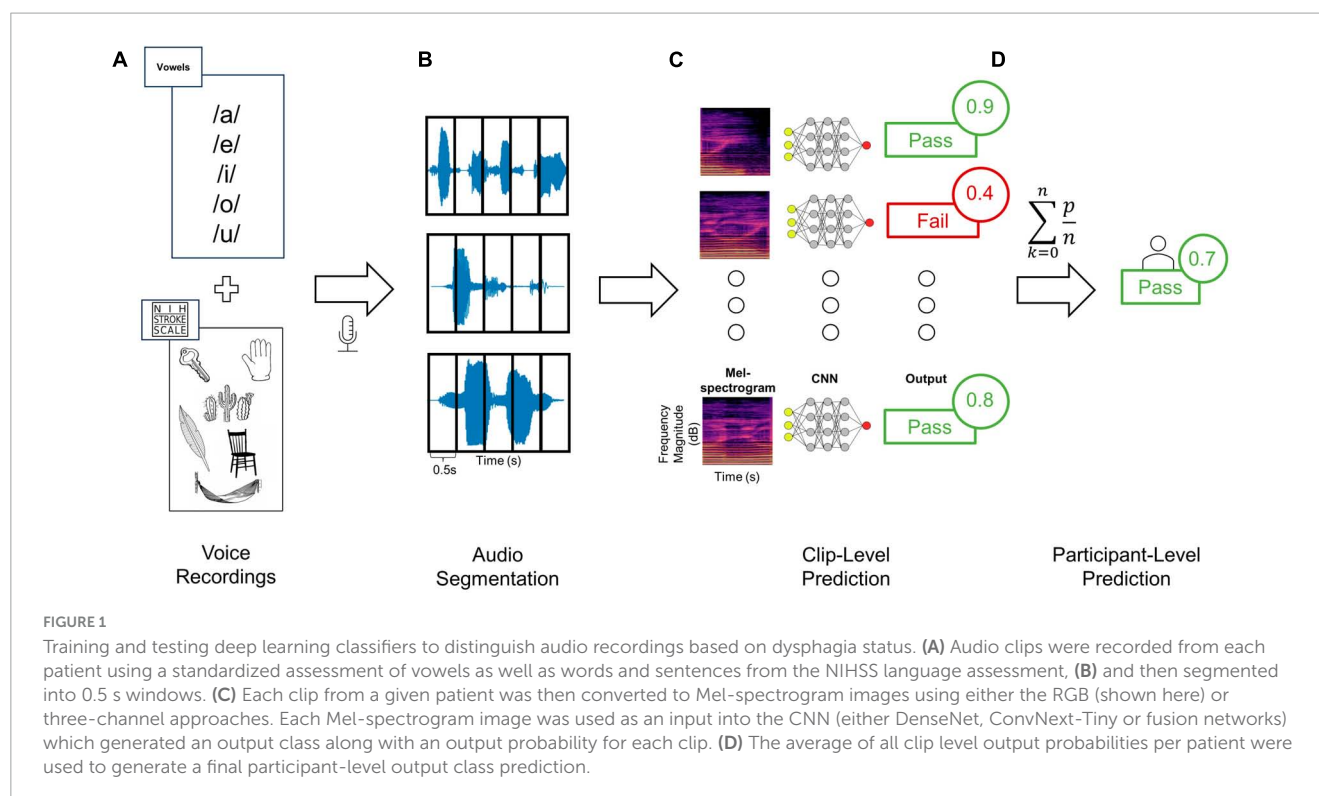 A
Vowels
/a/
/e/
/i/
/o/
/u/
N I H
STROKE
SCALE
Voice
Recordings
B
0.5s
Time (s)
Audio
Segmentation
C
0.9
Pass
0.4
Fail
Mel-
spectrogram
CNN
Output
0.8
Pass
Frequency
Magnitude
(dB)
Time (s)
Clip-Level
Prediction
D
n
∑ p/n
k=0
0.7
Pass
Participant-Level
Prediction
FIGURE 1
Training and testing deep learning classifiers to distinguish audio recordings based on dysphagia status. (A) Audio clips were recorded from each
patient using a standardized assessment of vowels as well as words and sentences from the NIHSS language assessment, (B) and then segmented
into 0.5 s windows. (C) Each clip from a given patient was then converted to Mel-spectrogram images using either the RGB (shown here) or
three-channel approaches. Each Mel-spectrogram image was used as an input into the CNN (either DenseNet, ConvNext-Tiny or fusion networks)
which generated an output class along with an output probability for each clip. (D) The average of all clip level output probabilities per patient were
used to generate a final participant-level output class prediction.